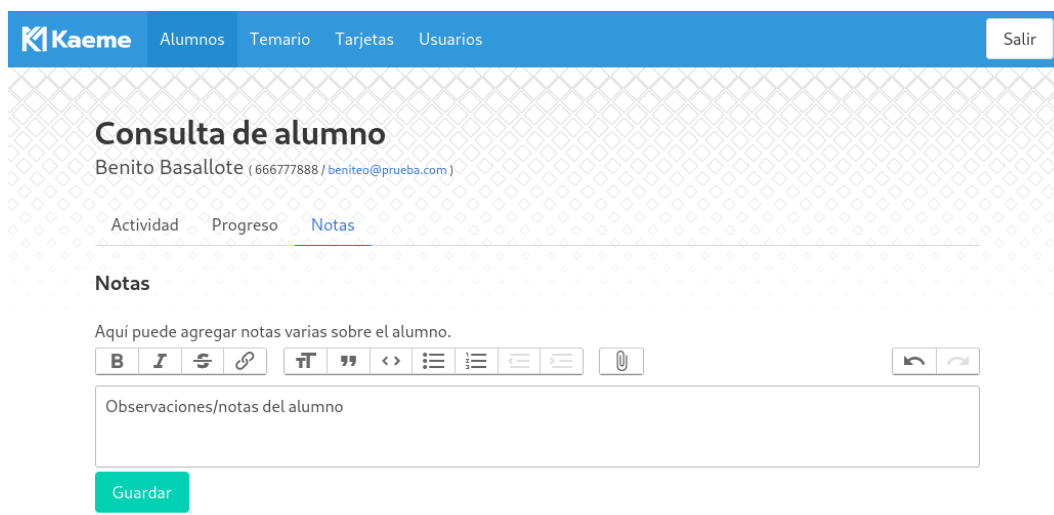 Kaeme Alumnos Temario Tarjetas Usuarios Salir
Consulta de alumno
Benito Basallote ( 666777888 / beniteo@prueba.com )
Actividad Progreso Notas
Notas
Aquí puede agregar notas varias sobre el alumno.
Observaciones/notas del alumno
Guardar